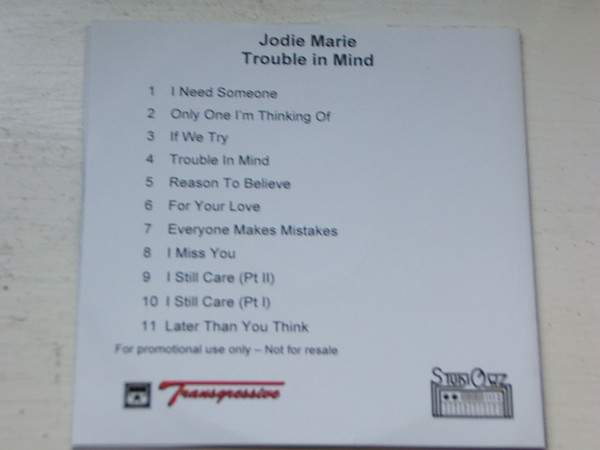 Jodie Marie
Trouble in Mind
1 I Need Someone
2 Only One I'm Thinking Of
3 If We Try
4 Trouble In Mind
5 Reason To Believe
6 For Your Love
7 Everyone Makes Mistakes
8 I Miss You
9 I Still Care (Pt II)
10 I Still Care (Pt I)
11 Later Than You Think
For promotional use only – Not for resale
Transgressive
StudiOwz